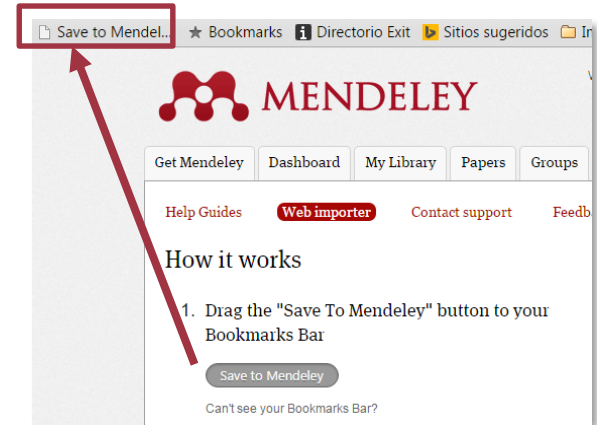 Save to Mendel... Bookmarks Directorio Exit Sitios sugeridos
MENDELEY
Get Mendeley Dashboard My Library Papers Groups
Help Guides Web importer Contact support Feedb
How it works
1. Drag the "Save To Mendeley" button to your
Bookmarks Bar
Save to Mendeley
Can't see your Bookmarks Bar?